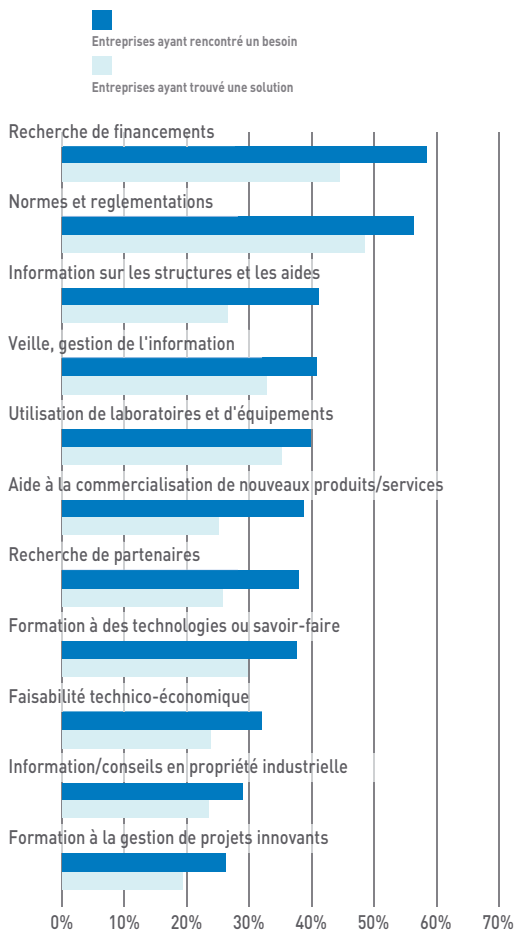 Entreprises ayant rencontré un besoin
Entreprises ayant trouvé une solution
Recherche de financements
Normes et reglementations
Information sur les structures et les aides
Veille, gestion de l'information
Utilisation de laboratoires et d'équipements
Aide à la commercialisation de nouveaux produits/services
Recherche de partenaires
Formation à des technologies ou savoir-faire
Faisabilité technico-économique
Information/conseils en propriété industrielle
Formation à la gestion de projets innovants
0% 10% 20% 30% 40% 50% 60% 70%